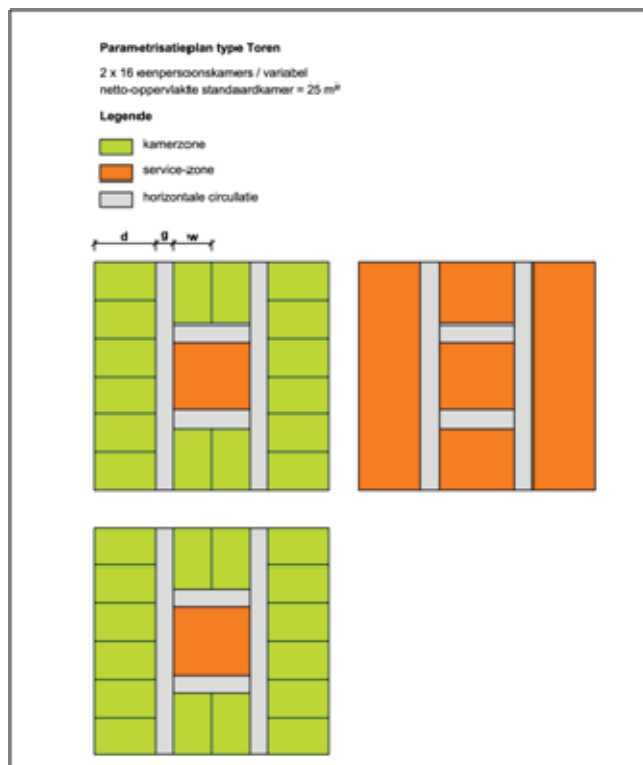 Parametrisatieplan type Toren
2 x 16 eenpersoonskamers / variabel
netto-oppervlakte standaardkamer = 25 m²
Legende
kamerzone
service-zone
horizontale circulatie
d g w